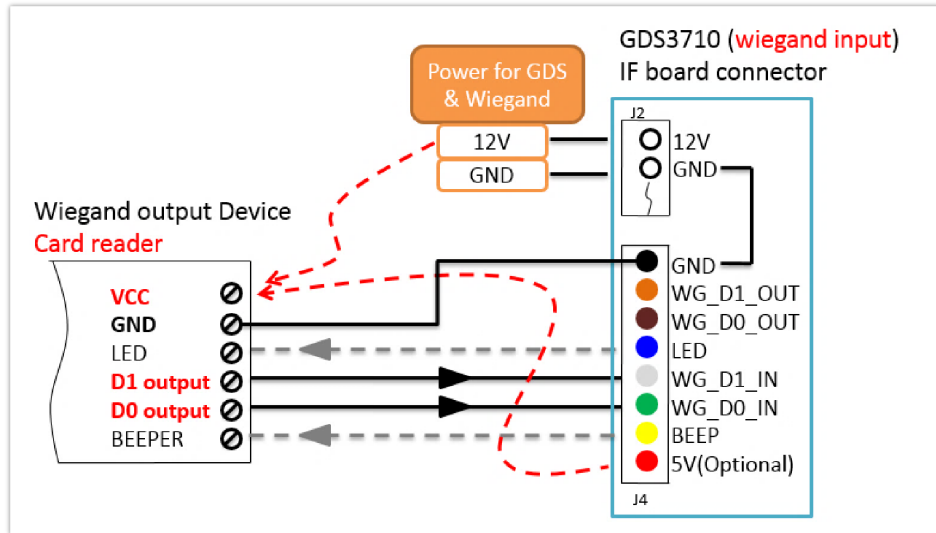 GDS3710 (wiegand input)
IF board connector
Power for GDS
& Wiegand
12V
GND
J2
12V
GND
Wiegand output Device
Card reader
VCC
GND
LED
D1 output
D0 output
BEEPER
GND
WG_D1_OUT
WG_D0_OUT
LED
WG_D1_IN
WG_D0_IN
BEEP
5V(Optional)
J4